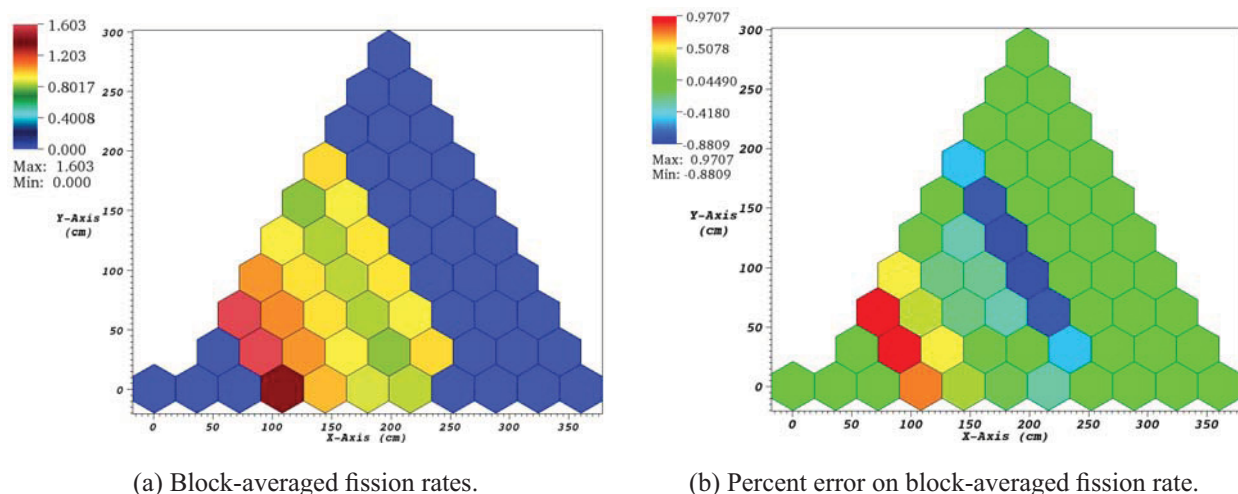 1.603
1.203
0.8017
0.4008
0.000
Max: 1.603
Min: 0.000
300
250
200
150
100
50
0
Y-Axis
(cm)
0 50 100 150 200 250 300 350
X-Axis (cm)
(a) Block-averaged fission rates.
0.9707
0.5078
0.04490
-0.4180
-0.8809
Max: 0.9707
Min: -0.8809
300
250
200
150
100
50
0
Y-Axis
(cm)
0 50 100 150 200 250 300 350
X-Axis (cm)
(b) Percent error on block-averaged fission rate.